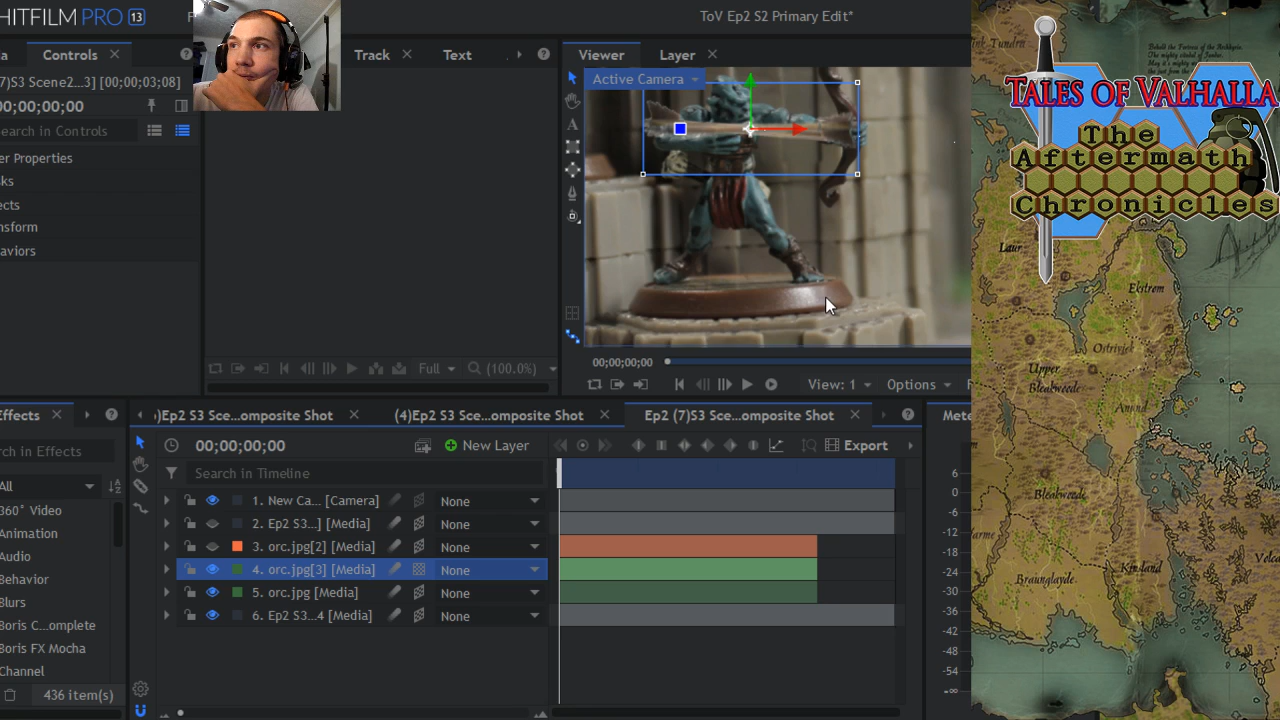 HITFILM PRO 13
ToV Ep2 S2 Primary Edit*
Controls
Track
Text
Viewer
Layer
7)S3 Scene2...3] [00;00;03;08]
00;00;00;00
earch in Controls
er Properties
sks
ects
nsform
aviors
Active Camera
Full
(100.0%)
00;00;00;00
View: 1
Options
TALES OF VALHALLA
The
Aftermath
Chronicles
Laur
Ekstrom
Ostrivjek
Upper
Bleakweede
Anund
Bleakweede
Kinsland
Braunglayde
Effects
)Ep2 S3 Sce...omposite Shot
(4)Ep2 S3 Sce...omposite Shot
Ep2 (7)S3 Sce...omposite Shot
Mete
00;00;00;00
New Layer
Export
rch in Effects
Search in Timeline
All
360° Video
Animation
Audio
Behavior
Blurs
Boris C...omplete
Boris FX Mocha
Channel
436 item(s)
1. New Ca... [Camera] None
2. Ep2 S3...] [Media] None
3. orc.jpg[2] [Media] None
4. orc.jpg[3] [Media] None
5. orc.jpg [Media] None
6. Ep2 S3...4 [Media] None
6
0
-6
-12
-18
-24
-30
-36
-42
-48
-54
-∞